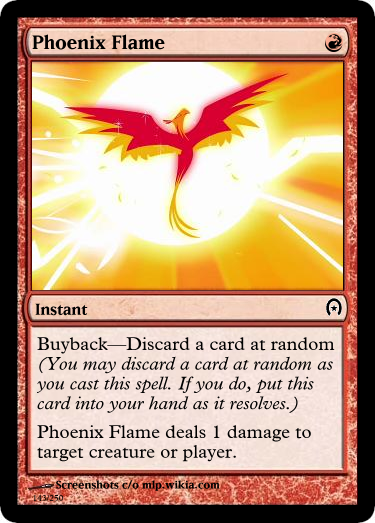 Phoenix Flame
Instant
Buyback—Discard a card at random
(You may discard a card at random as
you cast this spell. If you do, put this
card into your hand as it resolves.)
Phoenix Flame deals 1 damage to
target creature or player.
Screenshots c/o mlp.wikia.com
143/250